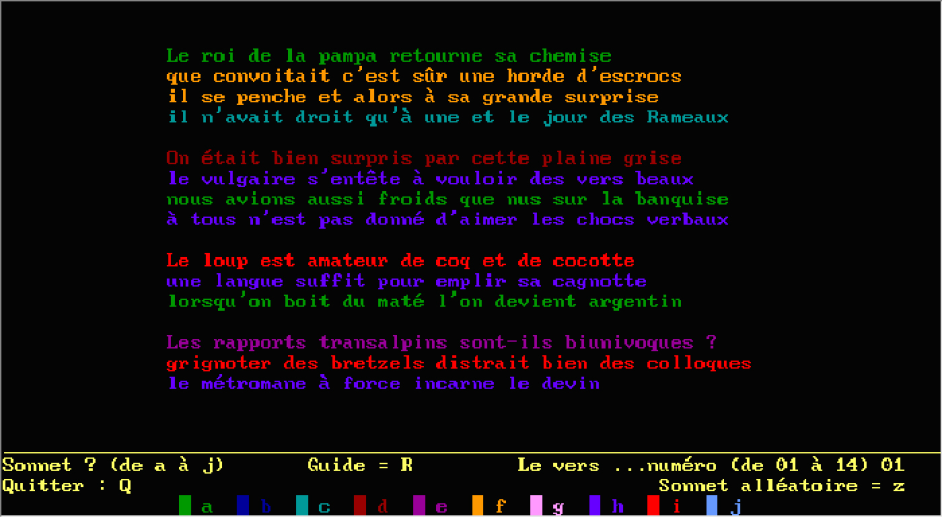 Le roi de la pampa retourne sa chemise
que convoitait c'est sûr une horde d'escrocs
il se penche et alors à sa grande surprise
il n'avait droit qu'à une et le jour des Rameaux
On était bien surpris par cette plaine grise
le vulgaire s'entête à vouloir des vers beaux
nous avions aussi froids que nus sur la banquise
à tous n'est pas donné d'aimer les chocs verbaux
Le loup est amateur de coq et de cocotte
une langue suffit pour emplir sa cagnotte
lorsqu'on boit du maté l'on devient argentin
Les rapports transalpins sont-ils biunivoques ?
grignoter des bretzels distrait bien des colloques
le métromane à force incarne le devin
Sonnet ? (de a à j) Guide = R Le vers ...numéro (de 01 à 14) 01
Quitter : Q Sonnet alléatoire = z
a b c d e f g h i j